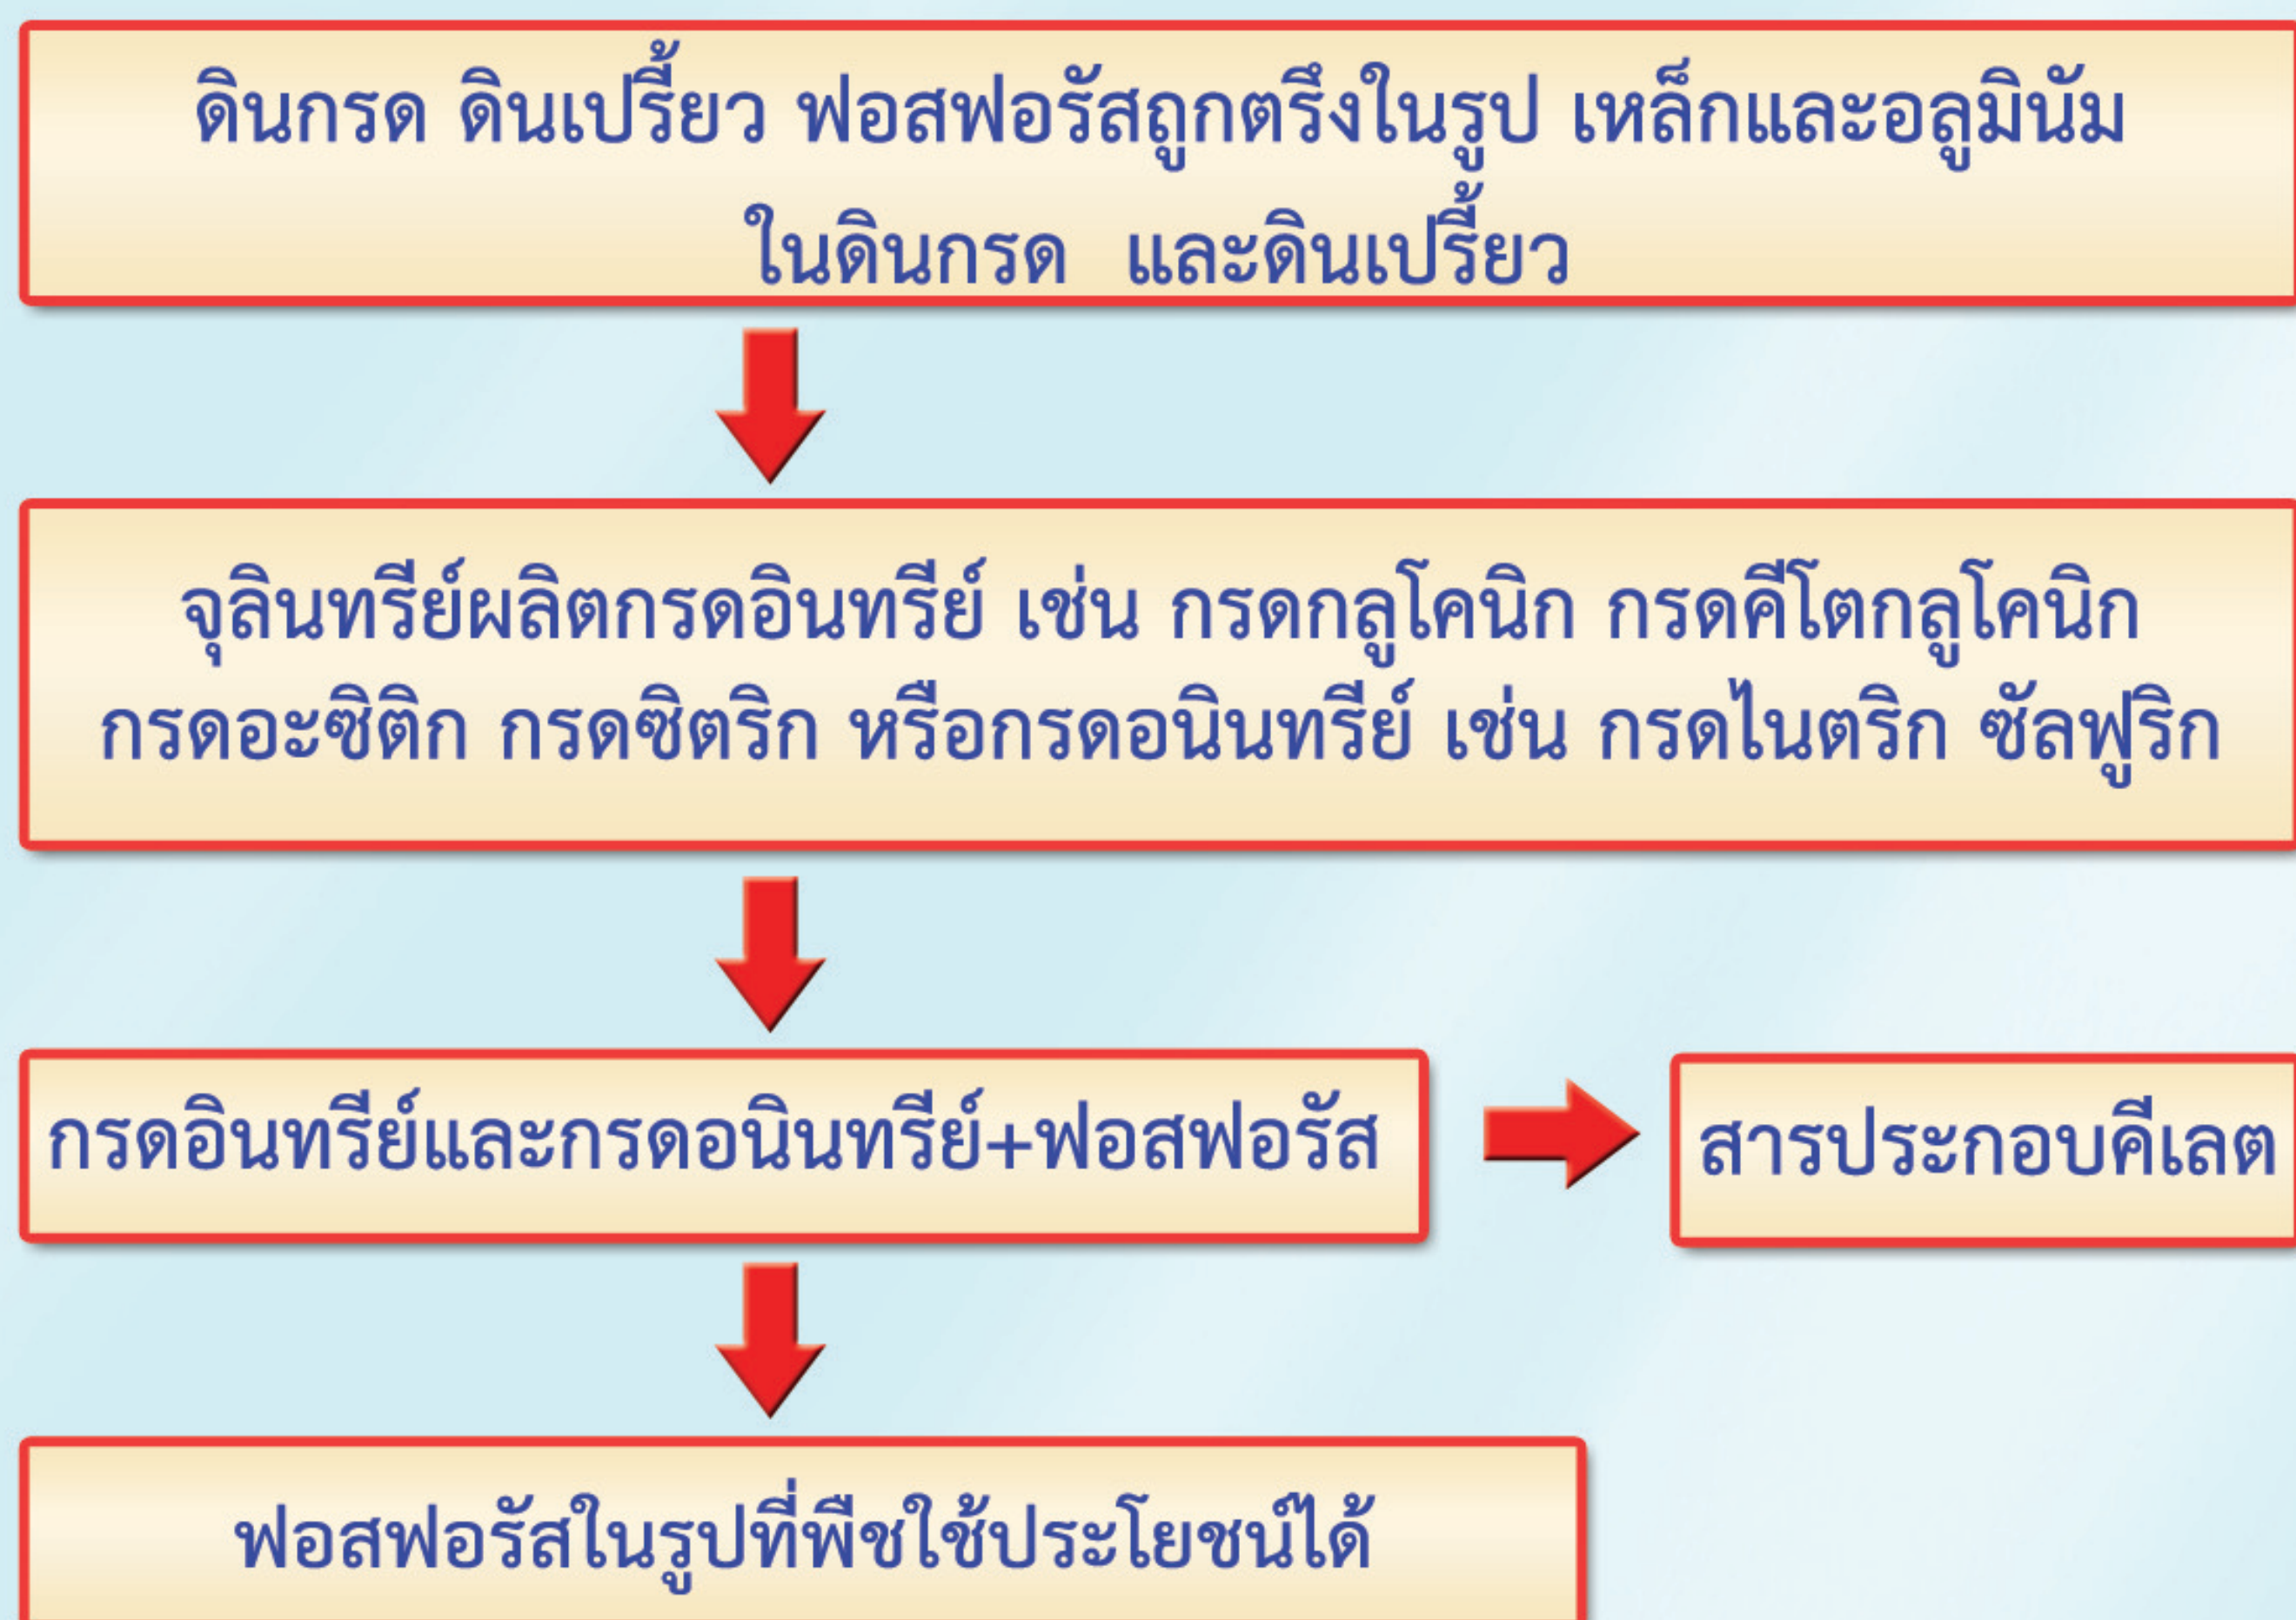 ดินกรด ดินเปรี้ยว ฟอสฟอรัสถูกตรึงในรูป เหล็กและอลูมินัม
ในดินกรด และดินเปรี้ยว
จุลินทรีย์ผลิตกรดอินทรีย์ เช่น กรดกลูโคนิก กรดคีโตกลูโคนิก
กรดอะซิติก กรดซิตริก หรือกรดอนินทรีย์ เช่น กรดไนตริก ซัลฟูริก
กรดอินทรีย์และกรดอนินทรีย์+ฟอสฟอรัส
สารประกอบคีเลต
ฟอสฟอรัสในรูปที่พืชใช้ประโยชน์ได้